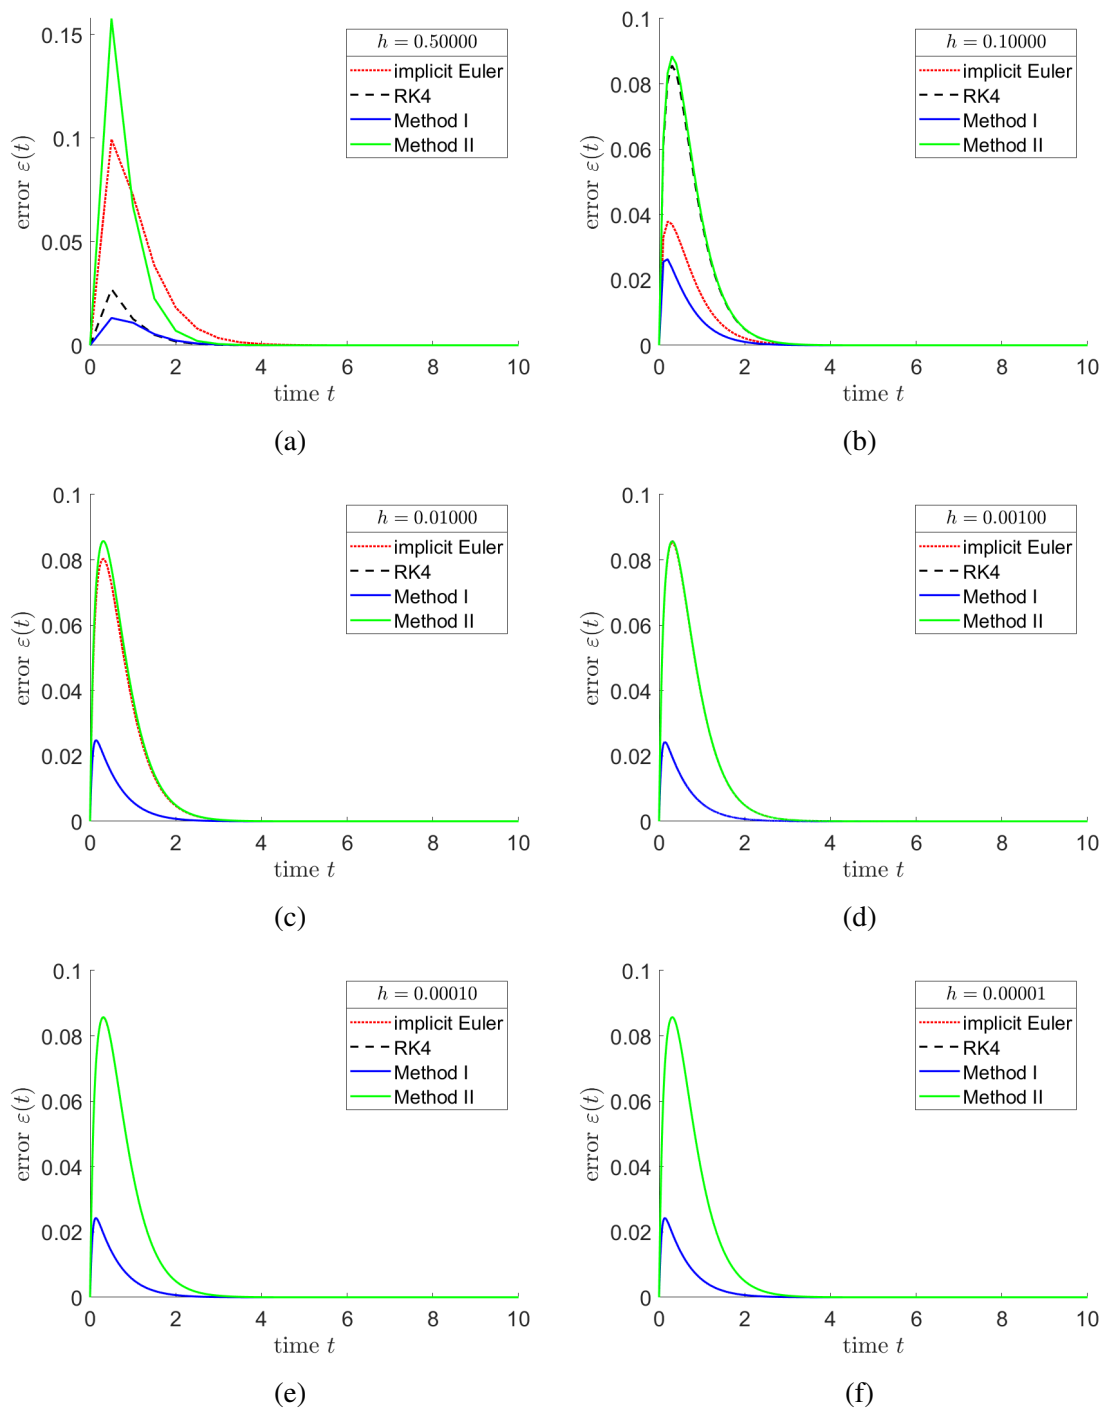 h = 0.50000
implicit Euler
RK4
Method I
Method II
0.15
0.1
0.05
0
error ε(t)
0 2 4 6 8 10
time t
(a)
h = 0.10000
implicit Euler
RK4
Method I
Method II
0.1
0.08
0.06
0.04
0.02
0
error ε(t)
0 2 4 6 8 10
time t
(b)
h = 0.01000
implicit Euler
RK4
Method I
Method II
0.1
0.08
0.06
0.04
0.02
0
error ε(t)
0 2 4 6 8 10
time t
(c)
h = 0.00100
implicit Euler
RK4
Method I
Method II
0.1
0.08
0.06
0.04
0.02
0
error ε(t)
0 2 4 6 8 10
time t
(d)
h = 0.00010
implicit Euler
RK4
Method I
Method II
0.1
0.08
0.06
0.04
0.02
0
error ε(t)
0 2 4 6 8 10
time t
(e)
h = 0.00001
implicit Euler
RK4
Method I
Method II
0.1
0.08
0.06
0.04
0.02
0
error ε(t)
0 2 4 6 8 10
time t
(f)